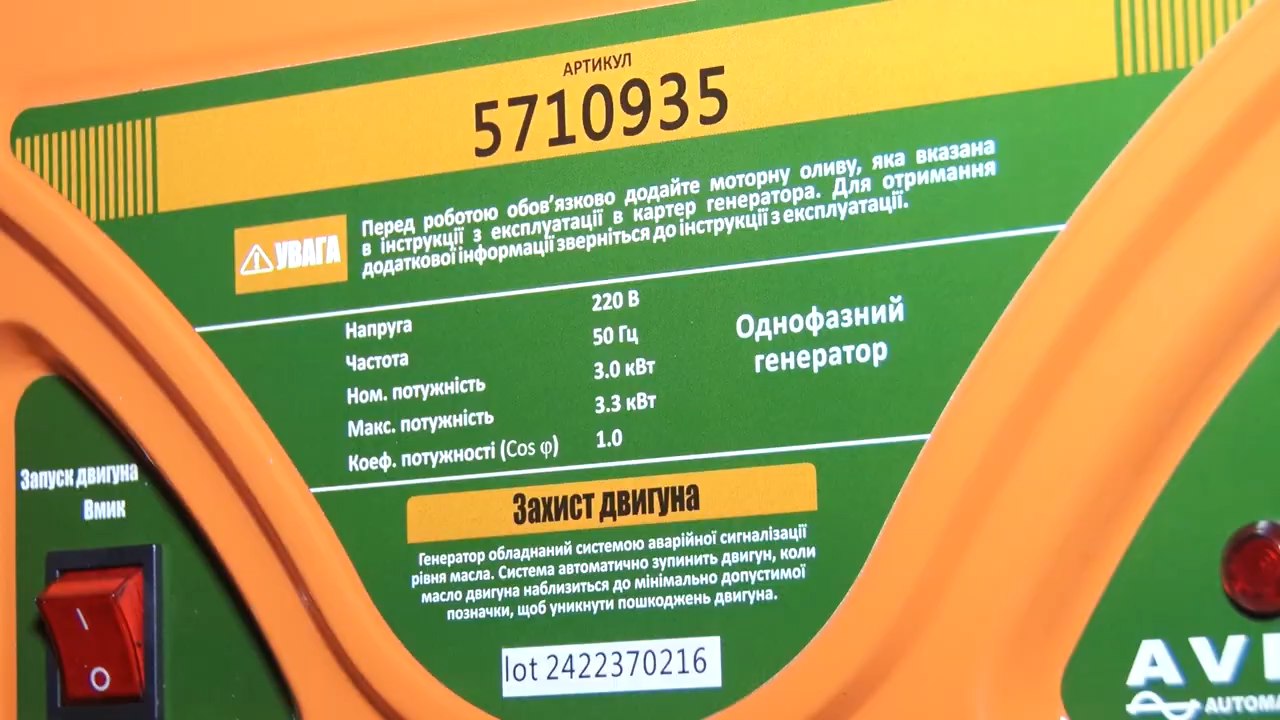 АРТИКУЛ
5710935
УВАГА
Перед роботою обов'язково додайте моторну оливу, яка вказана
в інструкції з експлуатації в картер генератора. Для отримання
додаткової інформації зверніться до інструкції з експлуатації.
Напруга 220 В
Частота 50 Гц
Ном. потужність 3.0 кВт
Макс. потужність 3.3 кВт
Коеф. потужності (Cos φ) 1.0
Однофазний
генератор
Захист двигуна
Генератор обладнаний системою аварійної сигналізації
рівня масла. Система автоматично зупинить двигун, коли
масло двигуна наблизиться до мінімально допустимої
позначки, щоб уникнути пошкоджень двигуна.
lot 2422370216
Запуск двигуна
Вмик